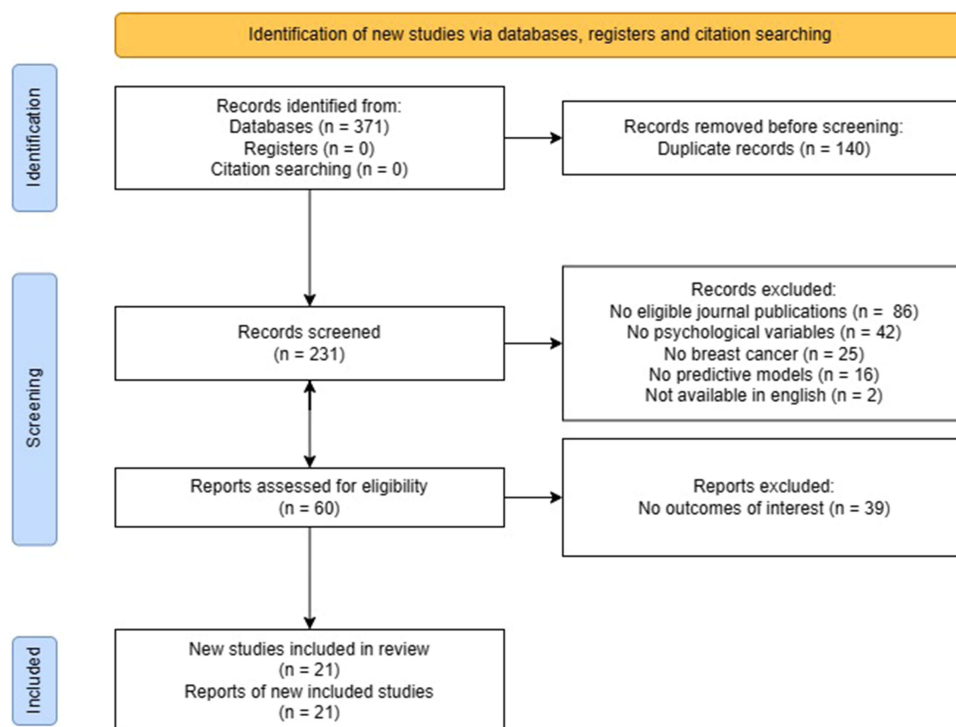 Identification of new studies via databases, registers and citation searching
Identification
Records identified from:
Databases (n = 371)
Registers (n = 0)
Citation searching (n = 0)
Records removed before screening:
Duplicate records (n = 140)
Screening
Records screened
(n = 231)
Records excluded:
No eligible journal publications (n =  86)
No psychological variables (n = 42)
No breast cancer (n = 25)
No predictive models (n = 16)
Not available in english (n = 2)
Reports assessed for eligibility
(n = 60)
Reports excluded:
No outcomes of interest (n = 39)
Included
New studies included in review
(n = 21)
Reports of new included studies
(n = 21)